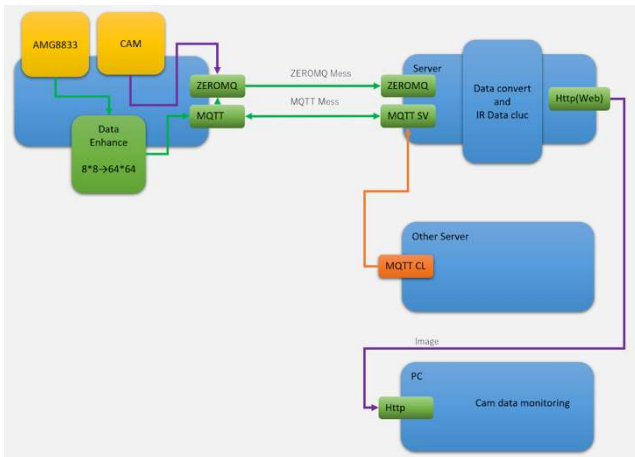 AMG8833
CAM
ZEROMQ
MQTT
Data
Enhance
8*8→64*64
ZEROMQ Mess
MQTT Mess
Server
ZEROMQ
MQTT SV
Data convert
and
IR Data cluc
Http(Web)
Other Server
MQTT CL
Image
PC
Http
Cam data monitoring